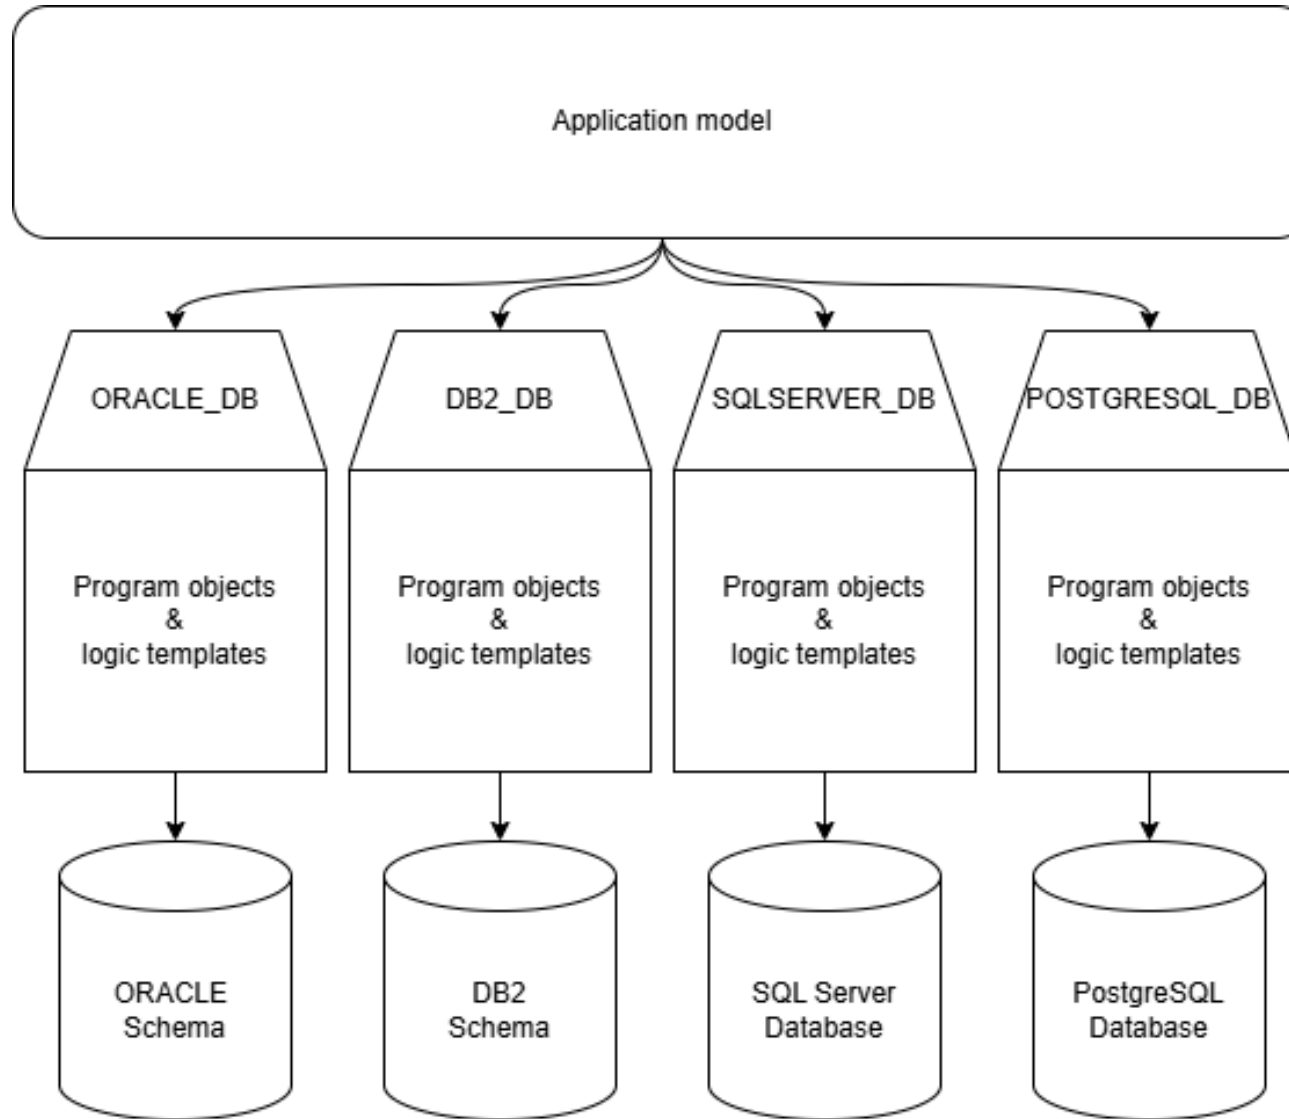 Application model
ORACLE_DB
DB2_DB
SQLSERVER_DB
POSTGRESQL_DB
Program objects
&
logic templates
Program objects
&
logic templates
Program objects
&
logic templates
Program objects
&
logic templates
ORACLE
Schema
DB2
Schema
SQL Server
Database
PostgreSQL
Database